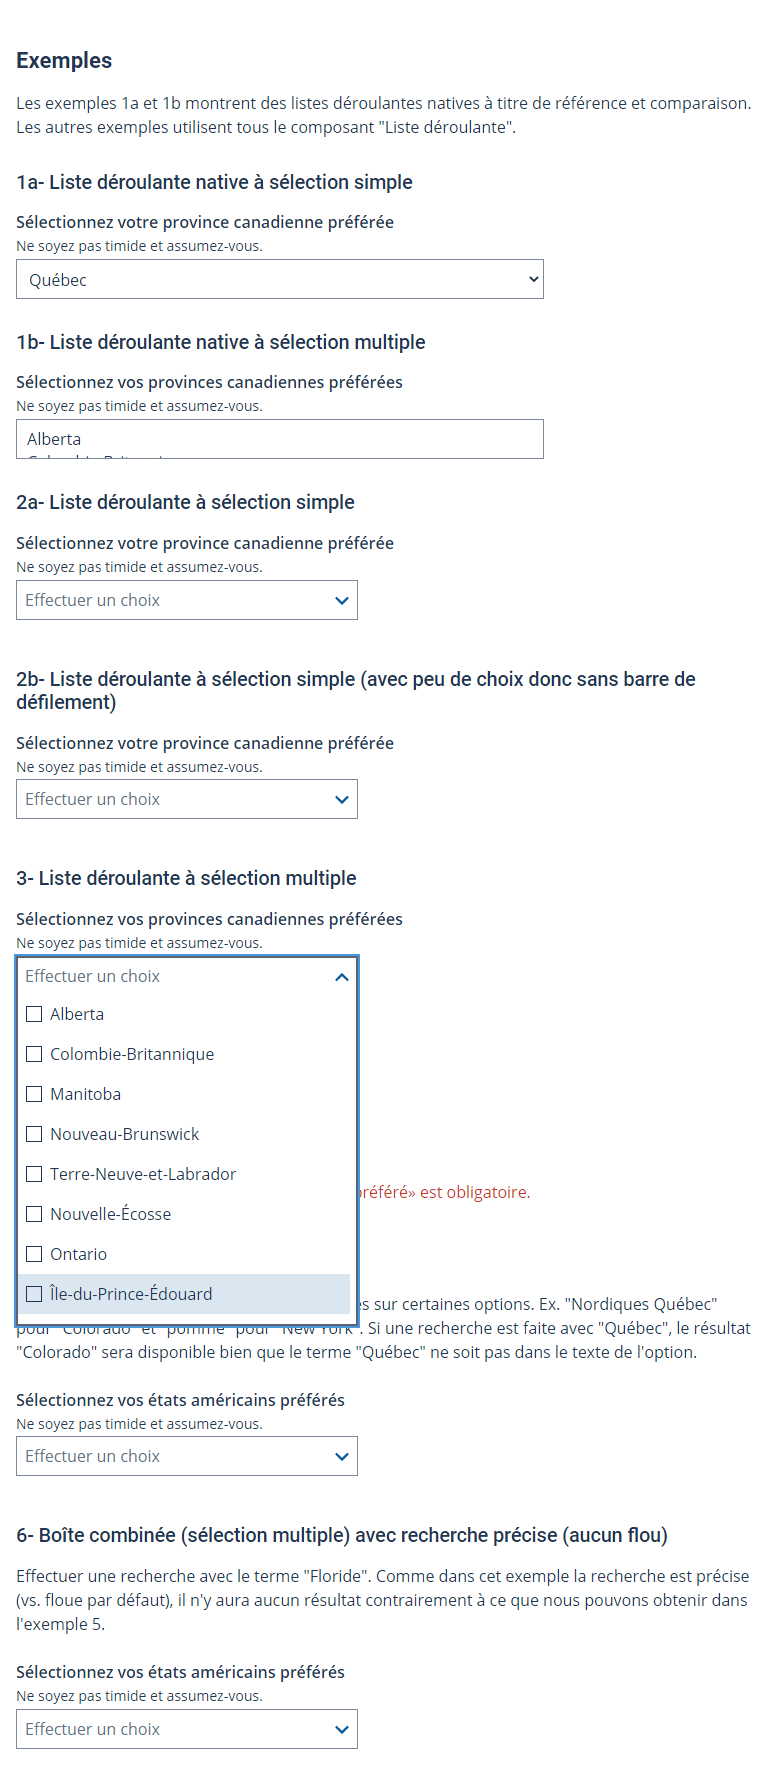 Exemples
Les exemples 1a et 1b montrent des listes déroulantes natives à titre de référence et comparaison.
Les autres exemples utilisent tous le composant "Liste déroulante".
1a- Liste déroulante native à sélection simple
Sélectionnez votre province canadienne préférée
Ne soyez pas timide et assumez-vous.
Québec
1b- Liste déroulante native à sélection multiple
Sélectionnez vos provinces canadiennes préférées
Ne soyez pas timide et assumez-vous.
Alberta
2a- Liste déroulante à sélection simple
Sélectionnez votre province canadienne préférée
Ne soyez pas timide et assumez-vous.
Effectuer un choix
2b- Liste déroulante à sélection simple (avec peu de choix donc sans barre de
défilement)
Sélectionnez votre province canadienne préférée
Ne soyez pas timide et assumez-vous.
Effectuer un choix
3- Liste déroulante à sélection multiple
Sélectionnez vos provinces canadiennes préférées
Ne soyez pas timide et assumez-vous.
Effectuer un choix
Alberta
Colombie-Britannique
Manitoba
Nouveau-Brunswick
Terre-Neuve-et-Labrador
préféré» est obligatoire.
Nouvelle-Écosse
Ontario
Île-du-Prince-Édouard
sur certaines options. Ex. "Nordiques Québec"
pour "Colorado" et "pomme" pour "New York". Si une recherche est faite avec "Québec", le résultat
"Colorado" sera disponible bien que le terme "Québec" ne soit pas dans le texte de l'option.
Sélectionnez vos états américains préférés
Ne soyez pas timide et assumez-vous.
Effectuer un choix
6- Boîte combinée (sélection multiple) avec recherche précise (aucun flou)
Effectuer une recherche avec le terme "Floride". Comme dans cet exemple la recherche est précise
(vs. floue par défaut), il n'y aura aucun résultat contrairement à ce que nous pouvons obtenir dans
l'exemple 5.
Sélectionnez vos états américains préférés
Ne soyez pas timide et assumez-vous.
Effectuer un choix